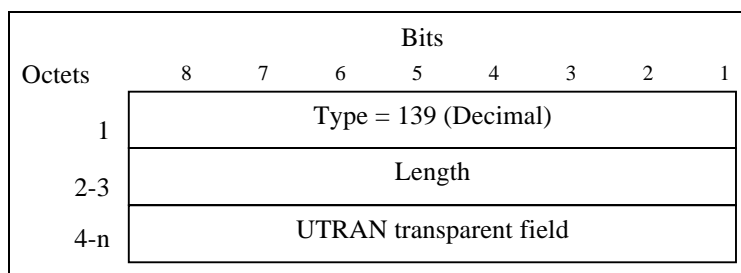 Bits
Octets 8 7 6 5 4 3 2 1
1 Type = 139 (Decimal)
2-3 Length
4-n UTRAN transparent field